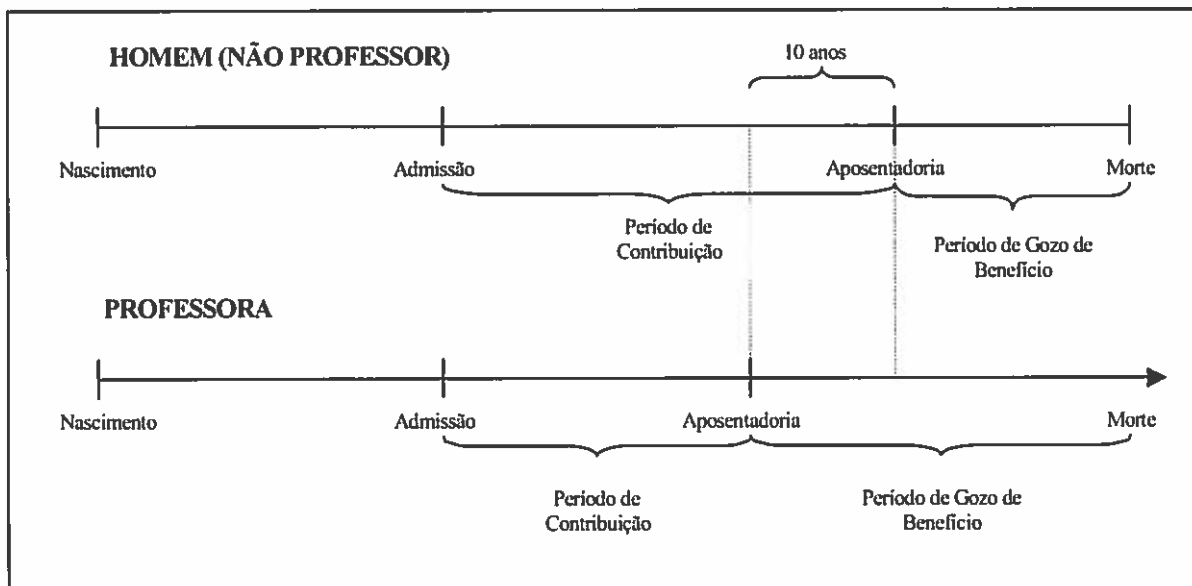 HOMEM (NÃO PROFESSOR)
10 anos
Nascimento
Admissão
Aposentadoria
Morte
Período de
Contribuição
Período de Gozo de
Benefício
PROFESSORA
Nascimento
Admissão
Aposentadoria
Morte
Período de
Contribuição
Período de Gozo de
Benefício